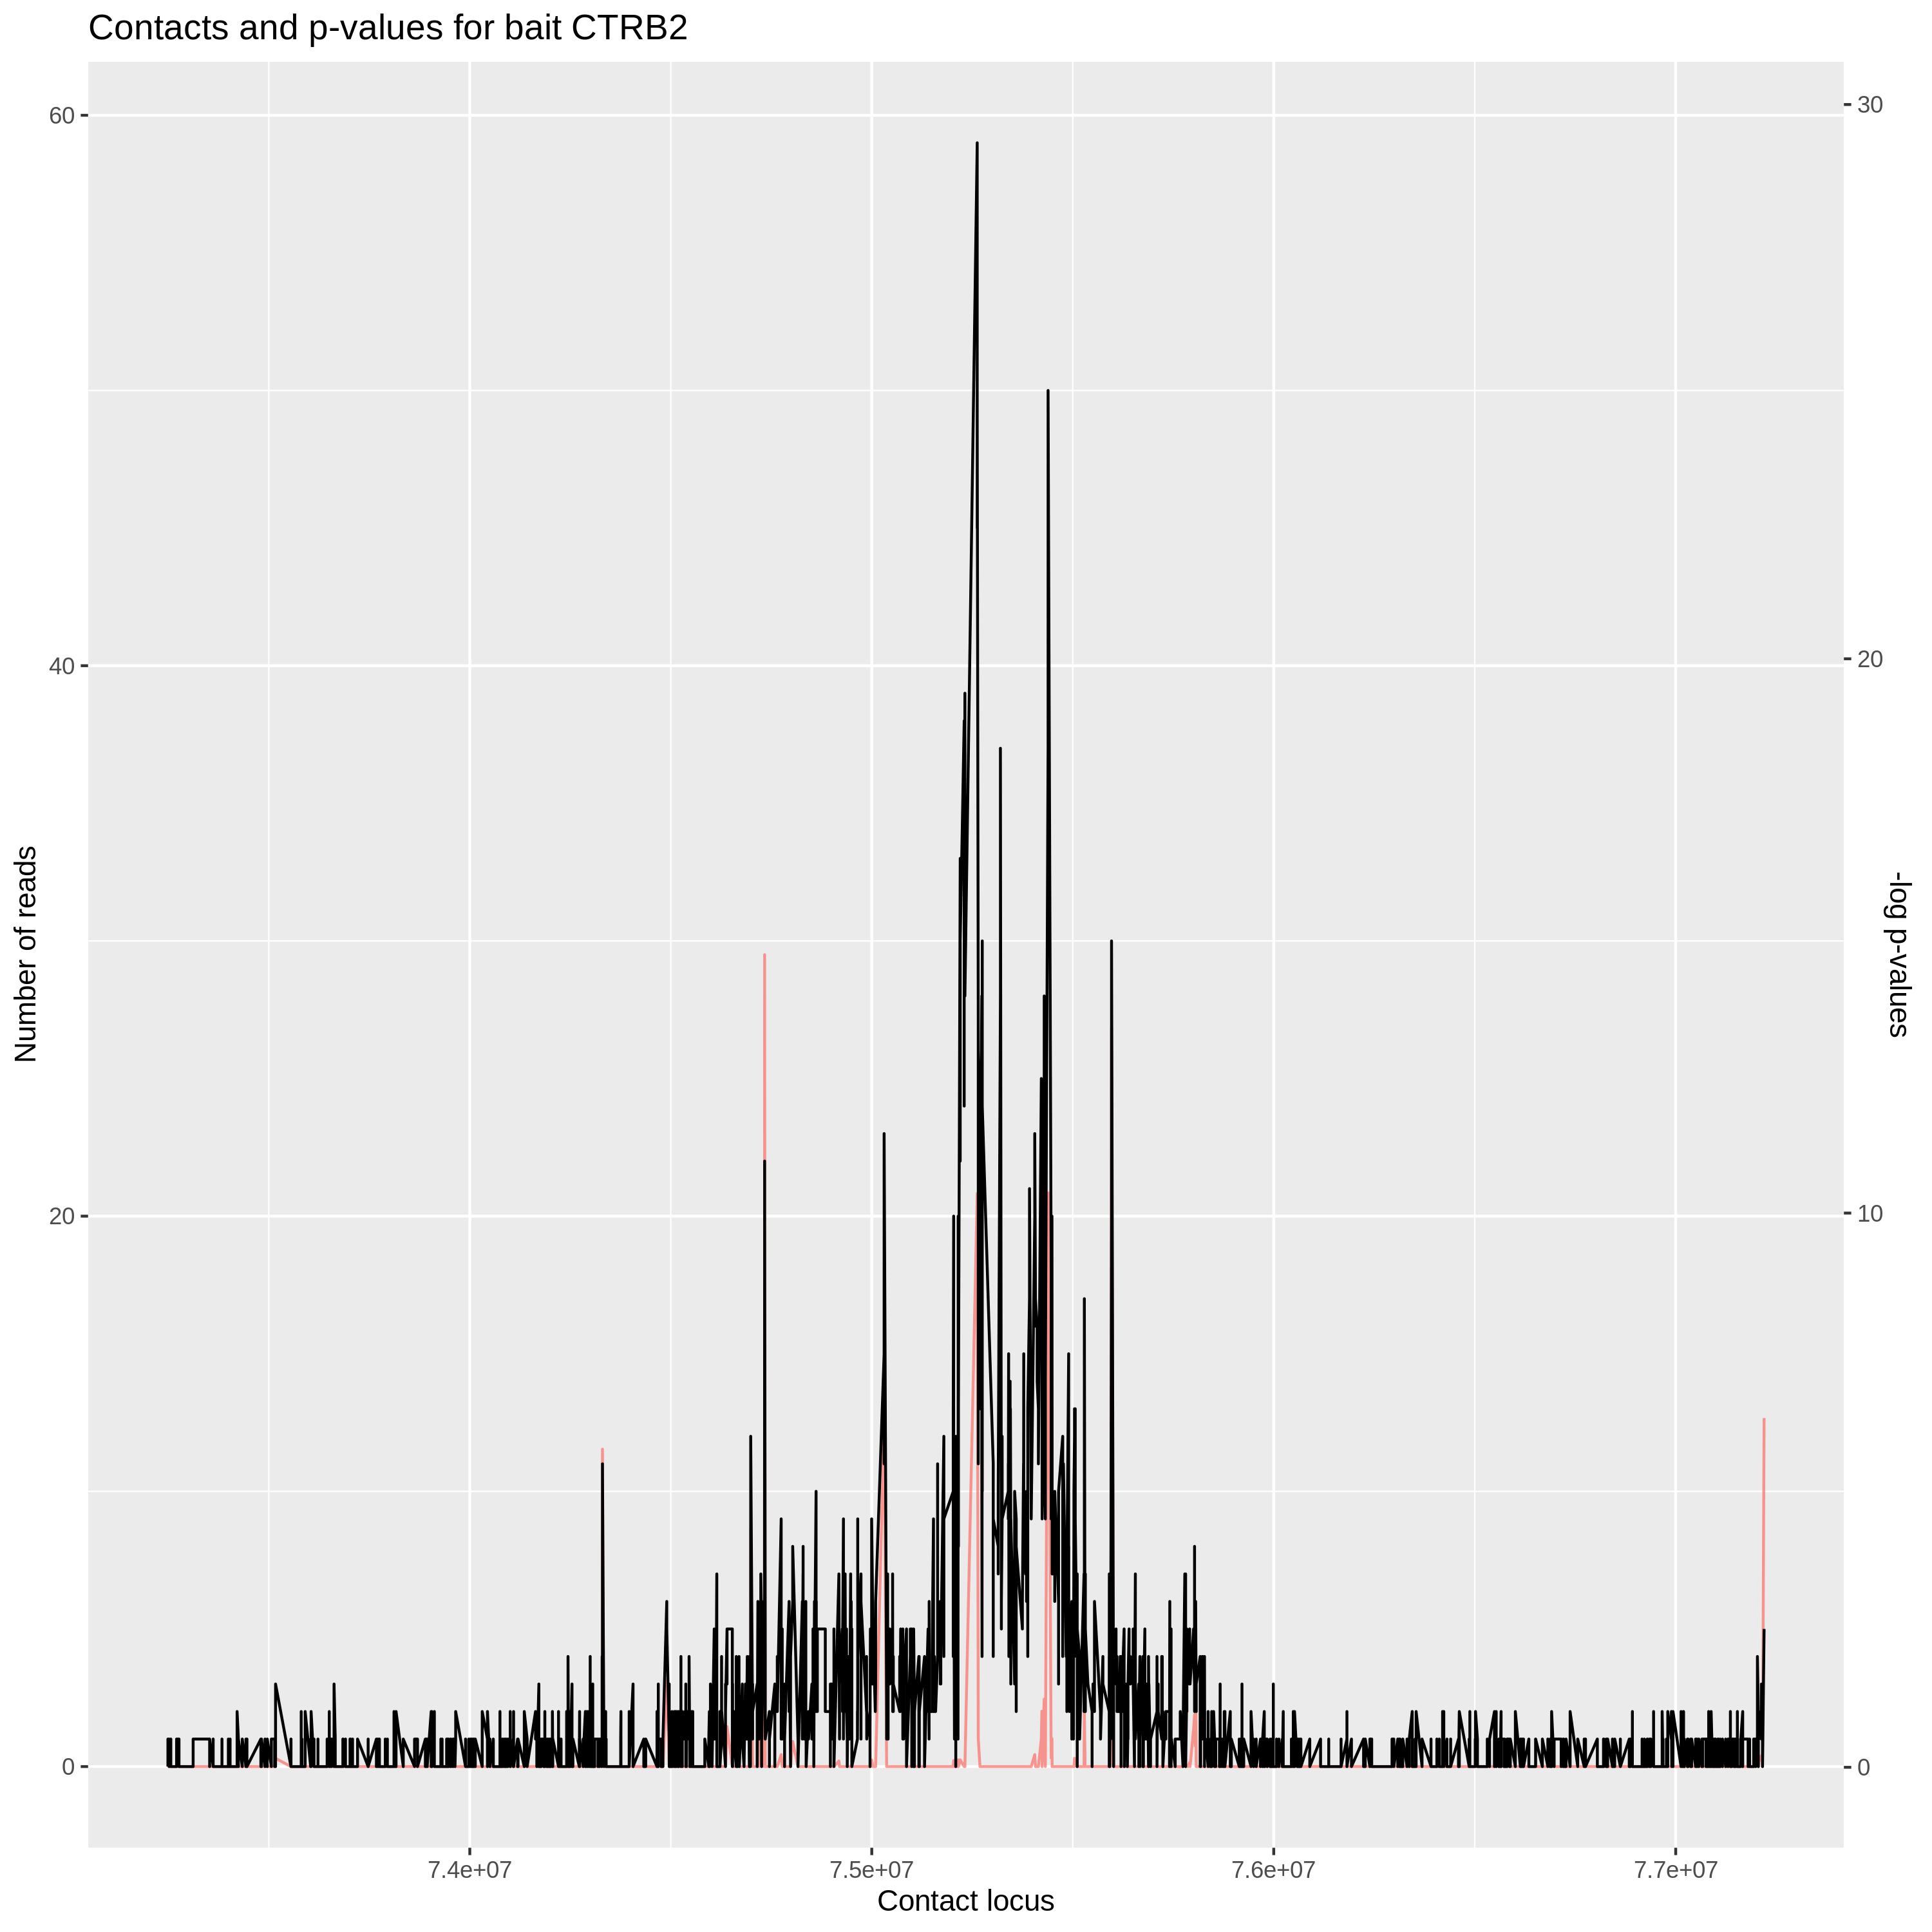 Contacts and p-values for bait CTRB2
60
40
20
0
Number of reads
30
20
10
0
-log p-values
7.4e+07 7.5e+07 7.6e+07 7.7e+07
Contact locus